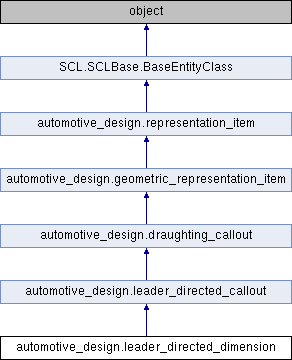 object
SCL.SCLBase.BaseEntityClass
automotive_design.representation_item
automotive_design.geometric_representation_item
automotive_design.draughting_callout
automotive_design.leader_directed_callout
automotive_design.leader_directed_dimension